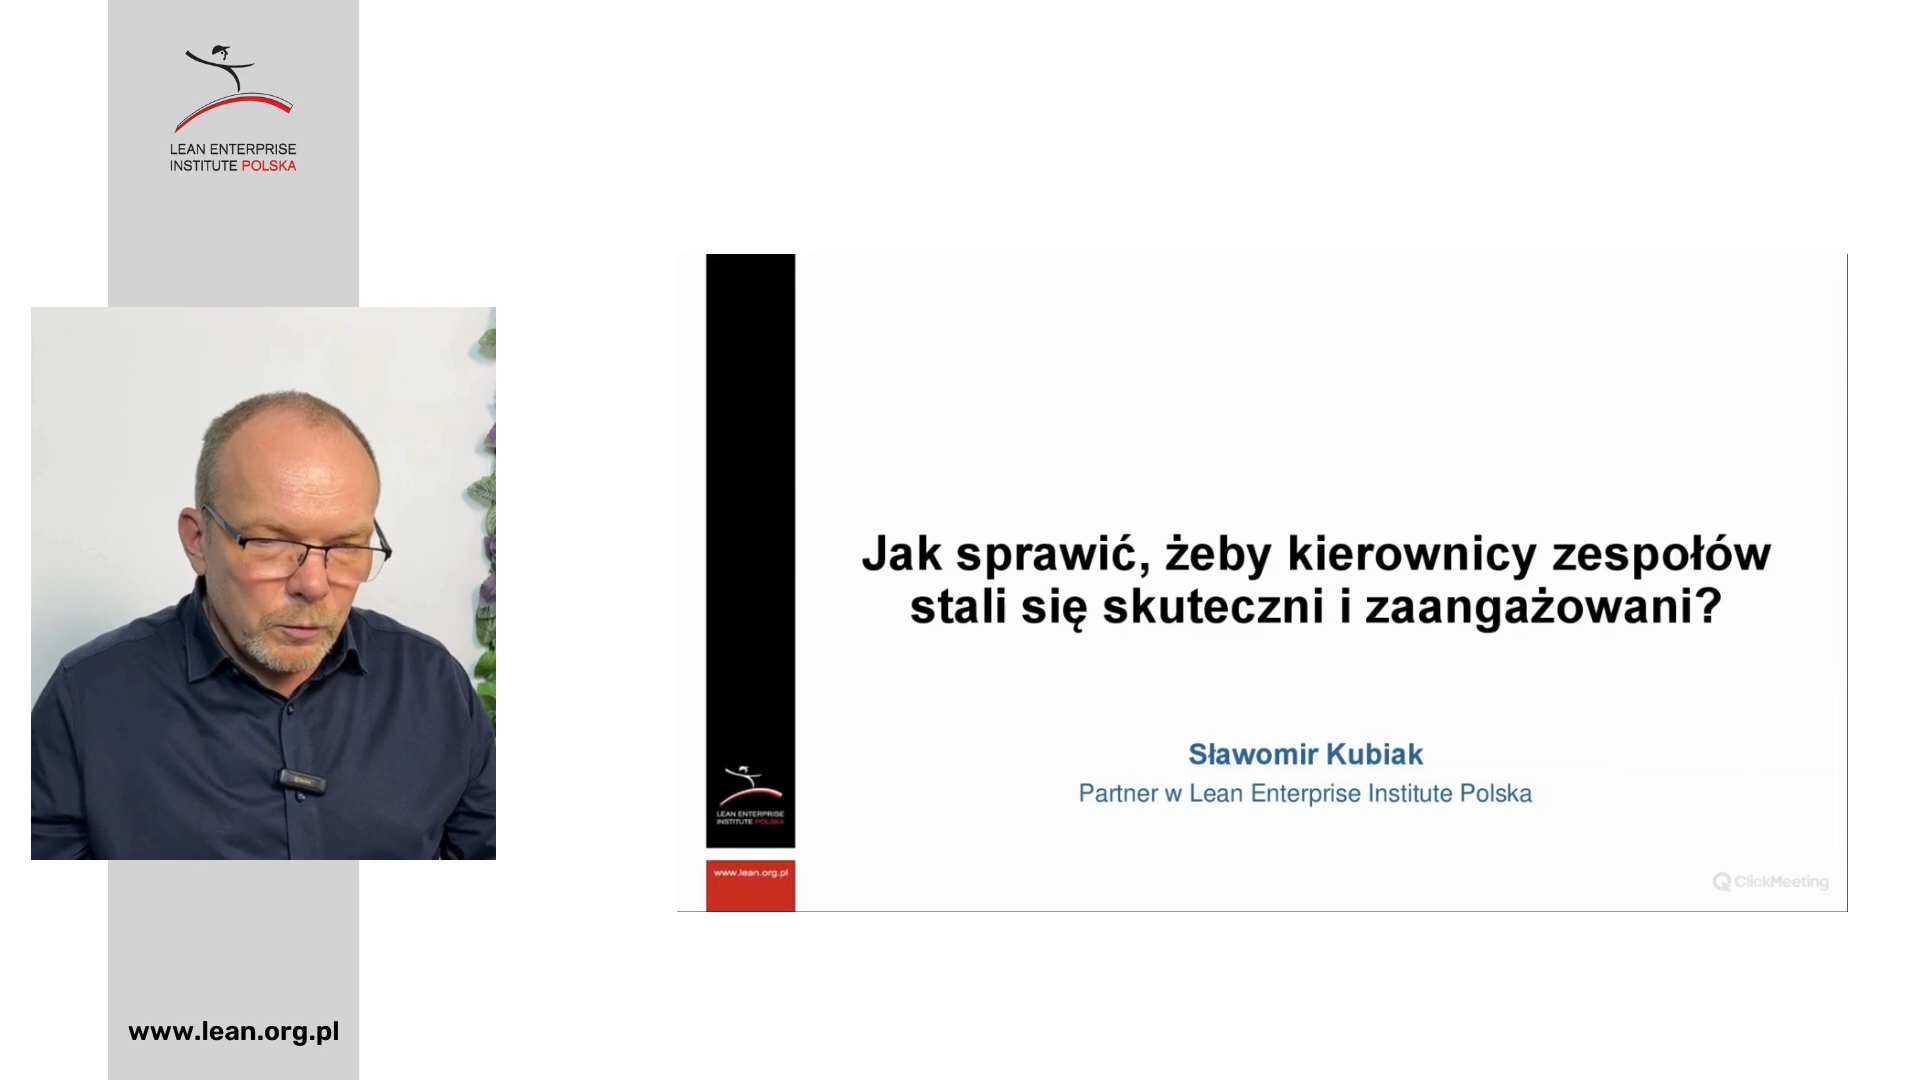 LEAN ENTERPRISE
INSTITUTE POLSKA
Jak sprawić, żeby kierownicy zespołów
stali się skuteczni i zaangażowani?
Sławomir Kubiak
Partner w Lean Enterprise Institute Polska
LEAN ENTERPRISE
INSTITUTE POLSKA
www.lean.org.pl
ClickMeeting
www.lean.org.pl